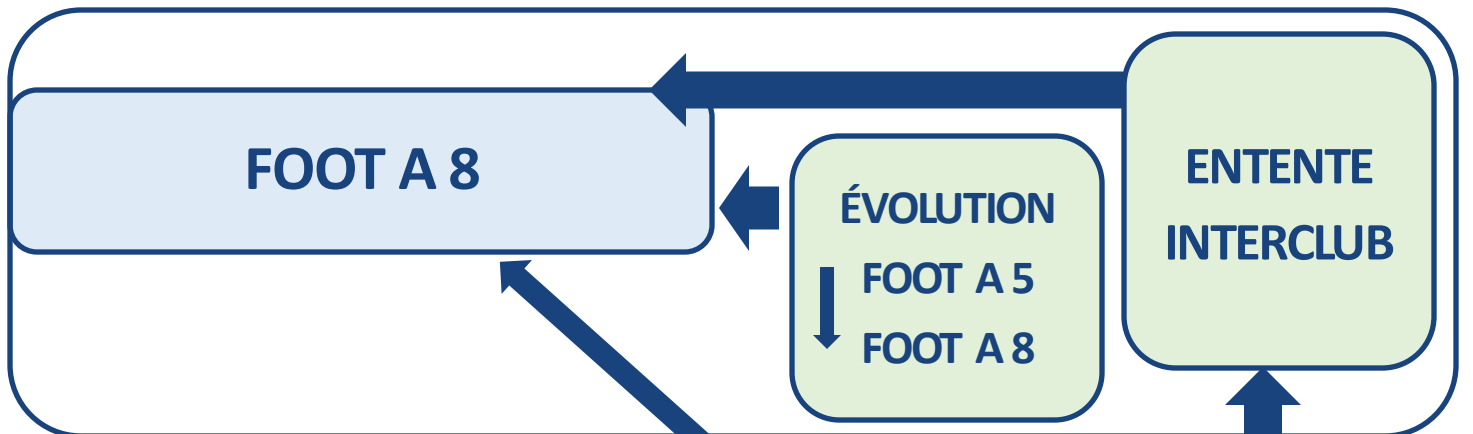 FOOT A 8
ÉVOLUTION
FOOT A 5
FOOT A 8
ENTENTE
INTERCLUB